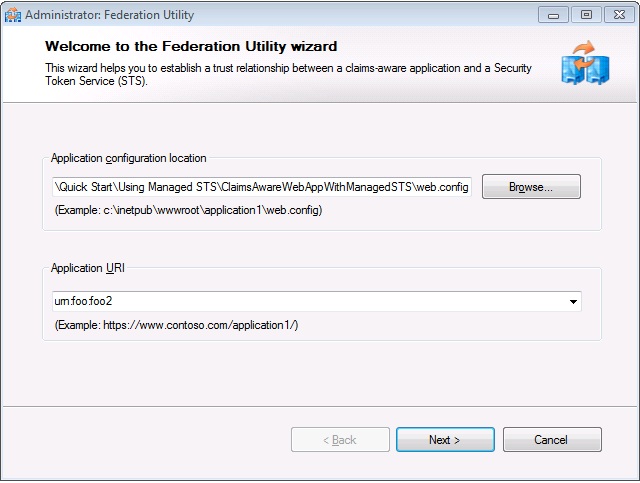 Administrator: Federation Utility
Welcome to the Federation Utility wizard
This wizard helps you to establish a trust relationship between a claims-aware application and a Security
Token Service (STS).
Application configuration location
\Quick Start\Using Managed STS\ClaimsAwareWebAppWithManagedSTS\web.config
Browse...
(Example: c:\inetpub\wwwroot\application1\web.config)
Application URI
urn:foo:foo2
(Example: https://www.contoso.com/application1/)
< Back
Next >
Cancel